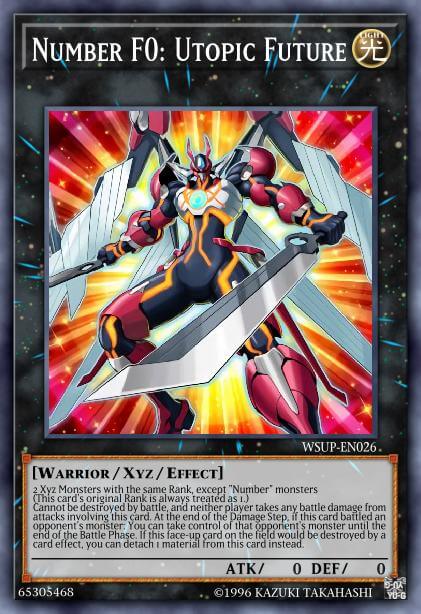 NUMBER F0: UTOPIC FUTURE
LIGHT
光
WSUP-EN026
[WARRIOR / XYZ / EFFECT]
2 Xyz Monsters with the same Rank, except "Number" monsters
(This card's original Rank is always treated as 1.)
Cannot be destroyed by battle, and neither player takes any battle damage from
attacks involving this card. At the end of the Damage Step, if this card battled an
opponent's monster: You can take control of that opponent's monster until the
end of the Battle Phase. If this face-up card on the field would be destroyed by a
card effect, you can detach 1 material from this card instead.
ATK/ 0 DEF/ 0
65305468 ©1996 KAZUKI TAKAHASHI